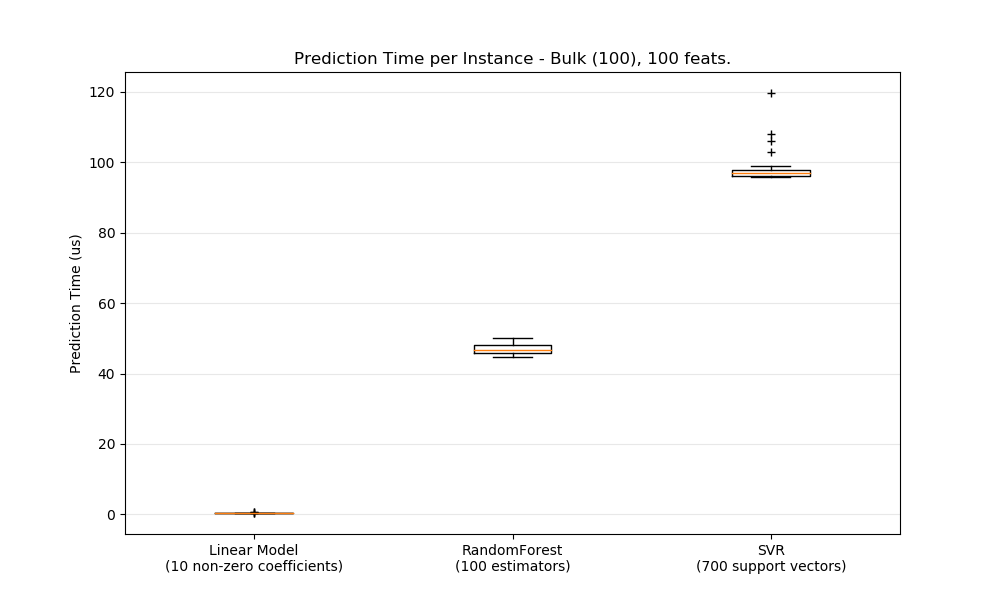 Prediction Time per Instance - Bulk (100), 100 feats.
120
100
80
60
40
20
0
Prediction Time (us)
Linear Model
(10 non-zero coefficients)
RandomForest
(100 estimators)
SVR
(700 support vectors)